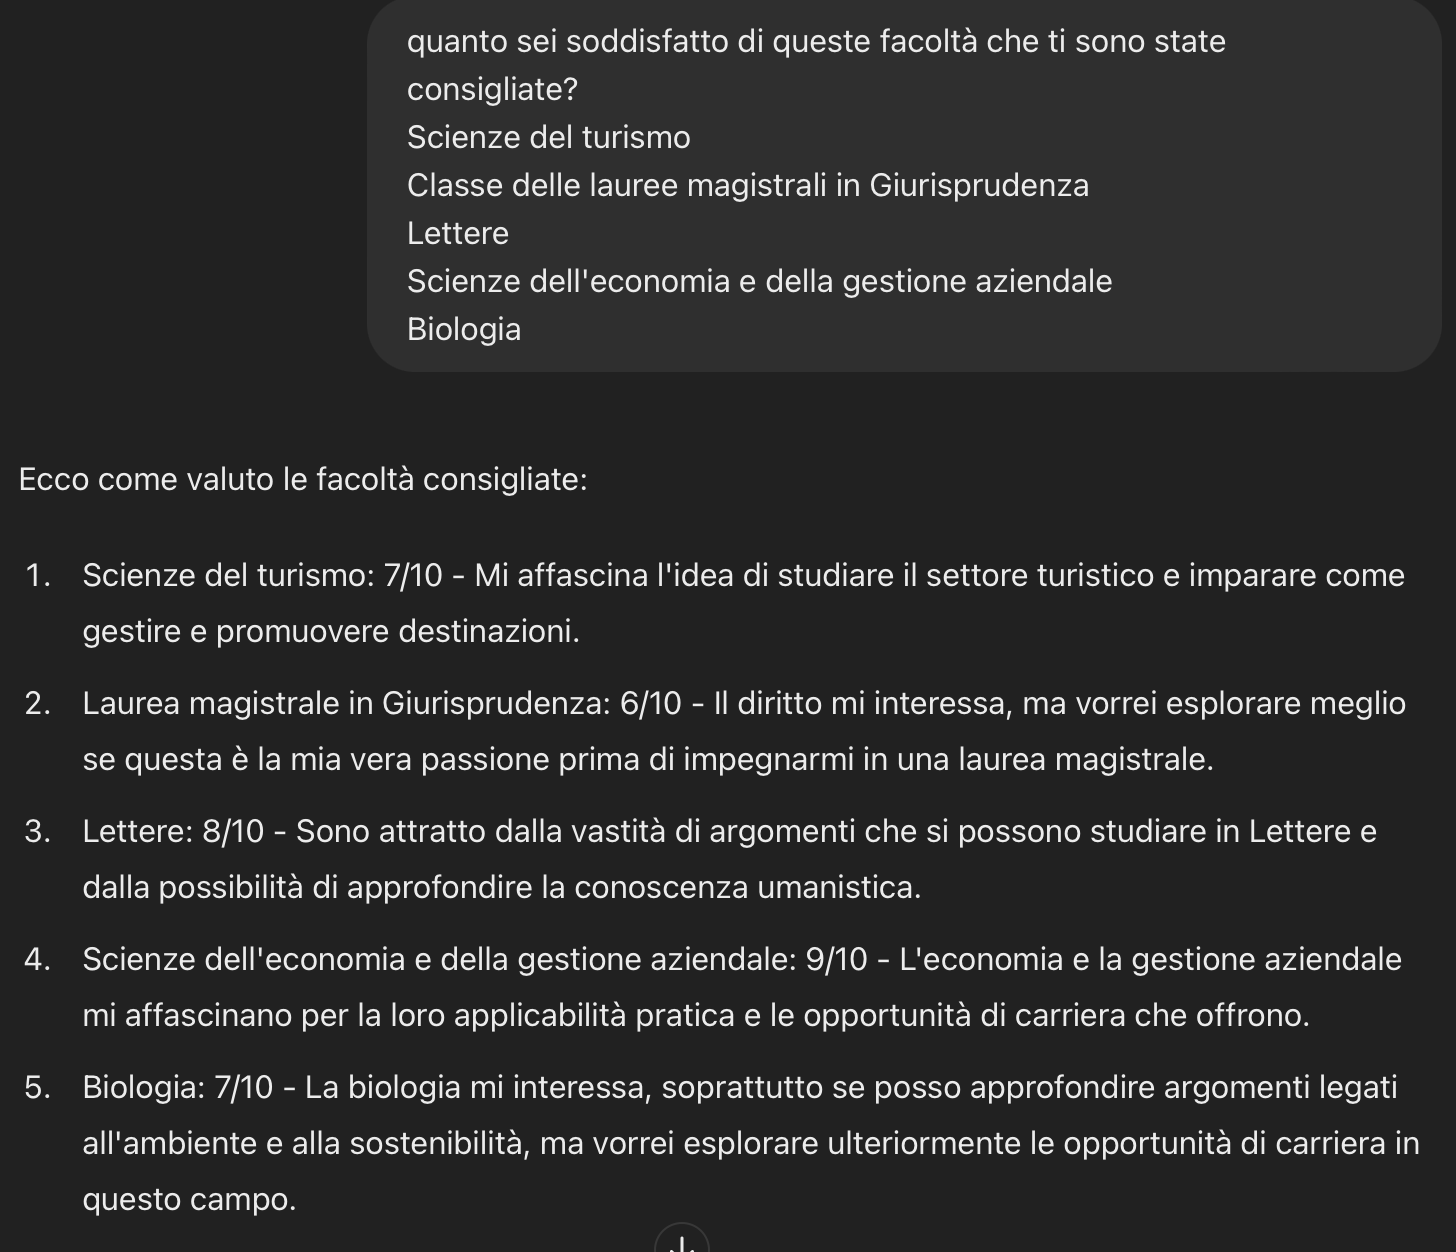 quanto sei soddisfatto di queste facoltà che ti sono state
consigliate?
Scienze del turismo
Classe delle lauree magistrali in Giurisprudenza
Lettere
Scienze dell'economia e della gestione aziendale
Biologia
Ecco come valuto le facoltà consigliate:
1. Scienze del turismo: 7/10 - Mi affascina l'idea di studiare il settore turistico e imparare come
gestire e promuovere destinazioni.
2. Laurea magistrale in Giurisprudenza: 6/10 - Il diritto mi interessa, ma vorrei esplorare meglio
se questa è la mia vera passione prima di impegnarmi in una laurea magistrale.
3. Lettere: 8/10 - Sono attratto dalla vastità di argomenti che si possono studiare in Lettere e
dalla possibilità di approfondire la conoscenza umanistica.
4. Scienze dell'economia e della gestione aziendale: 9/10 - L'economia e la gestione aziendale
mi affascinano per la loro applicabilità pratica e le opportunità di carriera che offrono.
5. Biologia: 7/10 - La biologia mi interessa, soprattutto se posso approfondire argomenti legati
all'ambiente e alla sostenibilità, ma vorrei esplorare ulteriormente le opportunità di carriera in
questo campo.